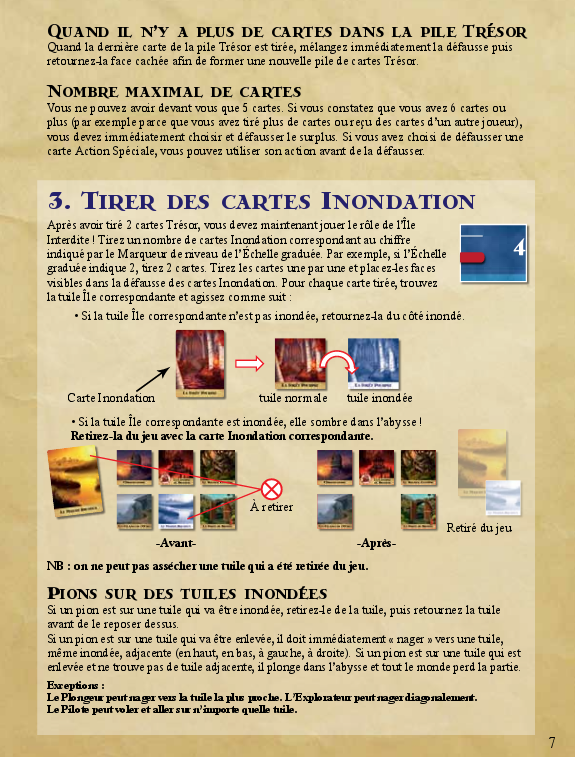 Quand il n'y a plus de cartes dans la pile Trésor
Quand la dernière carte de la pile Trésor est tirée, mélangez immédiatement la défausse puis
retournez-la face cachée afin de former une nouvelle pile de cartes Trésor.
Nombre maximal de cartes
Vous ne pouvez avoir devant vous que 5 cartes. Si vous constatez que vous avez 6 cartes ou
plus (par exemple parce que vous avez tiré plus de cartes ou reçu des cartes d'un autre joueur),
vous devez immédiatement choisir et défausser le surplus. Si vous avez choisi de défausser une
carte Action Spéciale, vous pouvez utiliser son action avant de la défausser.
3. Tirer des cartes Inondation
Après avoir tiré 2 cartes Trésor, vous devez maintenant jouer le rôle de l'Île
Interdite ! Tirez un nombre de cartes Inondation correspondant au chiffre
indiqué par le Marqueur de niveau de l'Échelle graduée. Par exemple, si l'Échelle
graduée indique 2, tirez 2 cartes. Tirez les cartes une par une et placez-les faces
visibles dans la défausse des cartes Inondation. Pour chaque carte tirée, trouvez
la tuile Île correspondante et agissez comme suit :
4
• Si la tuile Île correspondante n'est pas inondée, retournez-la du côté inondé.
La Forêt Pourpre
La Forêt Pourpre
La Forêt Pourpre
Carte Inondation
tuile normale
tuile inondée
• Si la tuile Île correspondante est inondée, elle sombre dans l'abysse !
Retirez-la du jeu avec la carte Inondation correspondante.
À retirer
Retiré du jeu
-Avant-
-Après-
NB : on ne peut pas assécher une tuile qui a été retirée du jeu.
Pions sur des tuiles inondées
Si un pion est sur une tuile qui va être inondée, retirez-le de la tuile, puis retournez la tuile
avant de le reposer dessus.
Si un pion est sur une tuile qui va être enlevée, il doit immédiatement « nager » vers une tuile,
même inondée, adjacente (en haut, en bas, à gauche, à droite). Si un pion est sur une tuile qui est
enlevée et ne trouve pas de tuile adjacente, il plonge dans l'abysse et tout le monde perd la partie.
Exceptions :
Le Plongeur peut nager vers la tuile la plus proche. L'Explorateur peut nager diagonalement.
Le Pilote peut voler et aller sur n'importe quelle tuile.
7